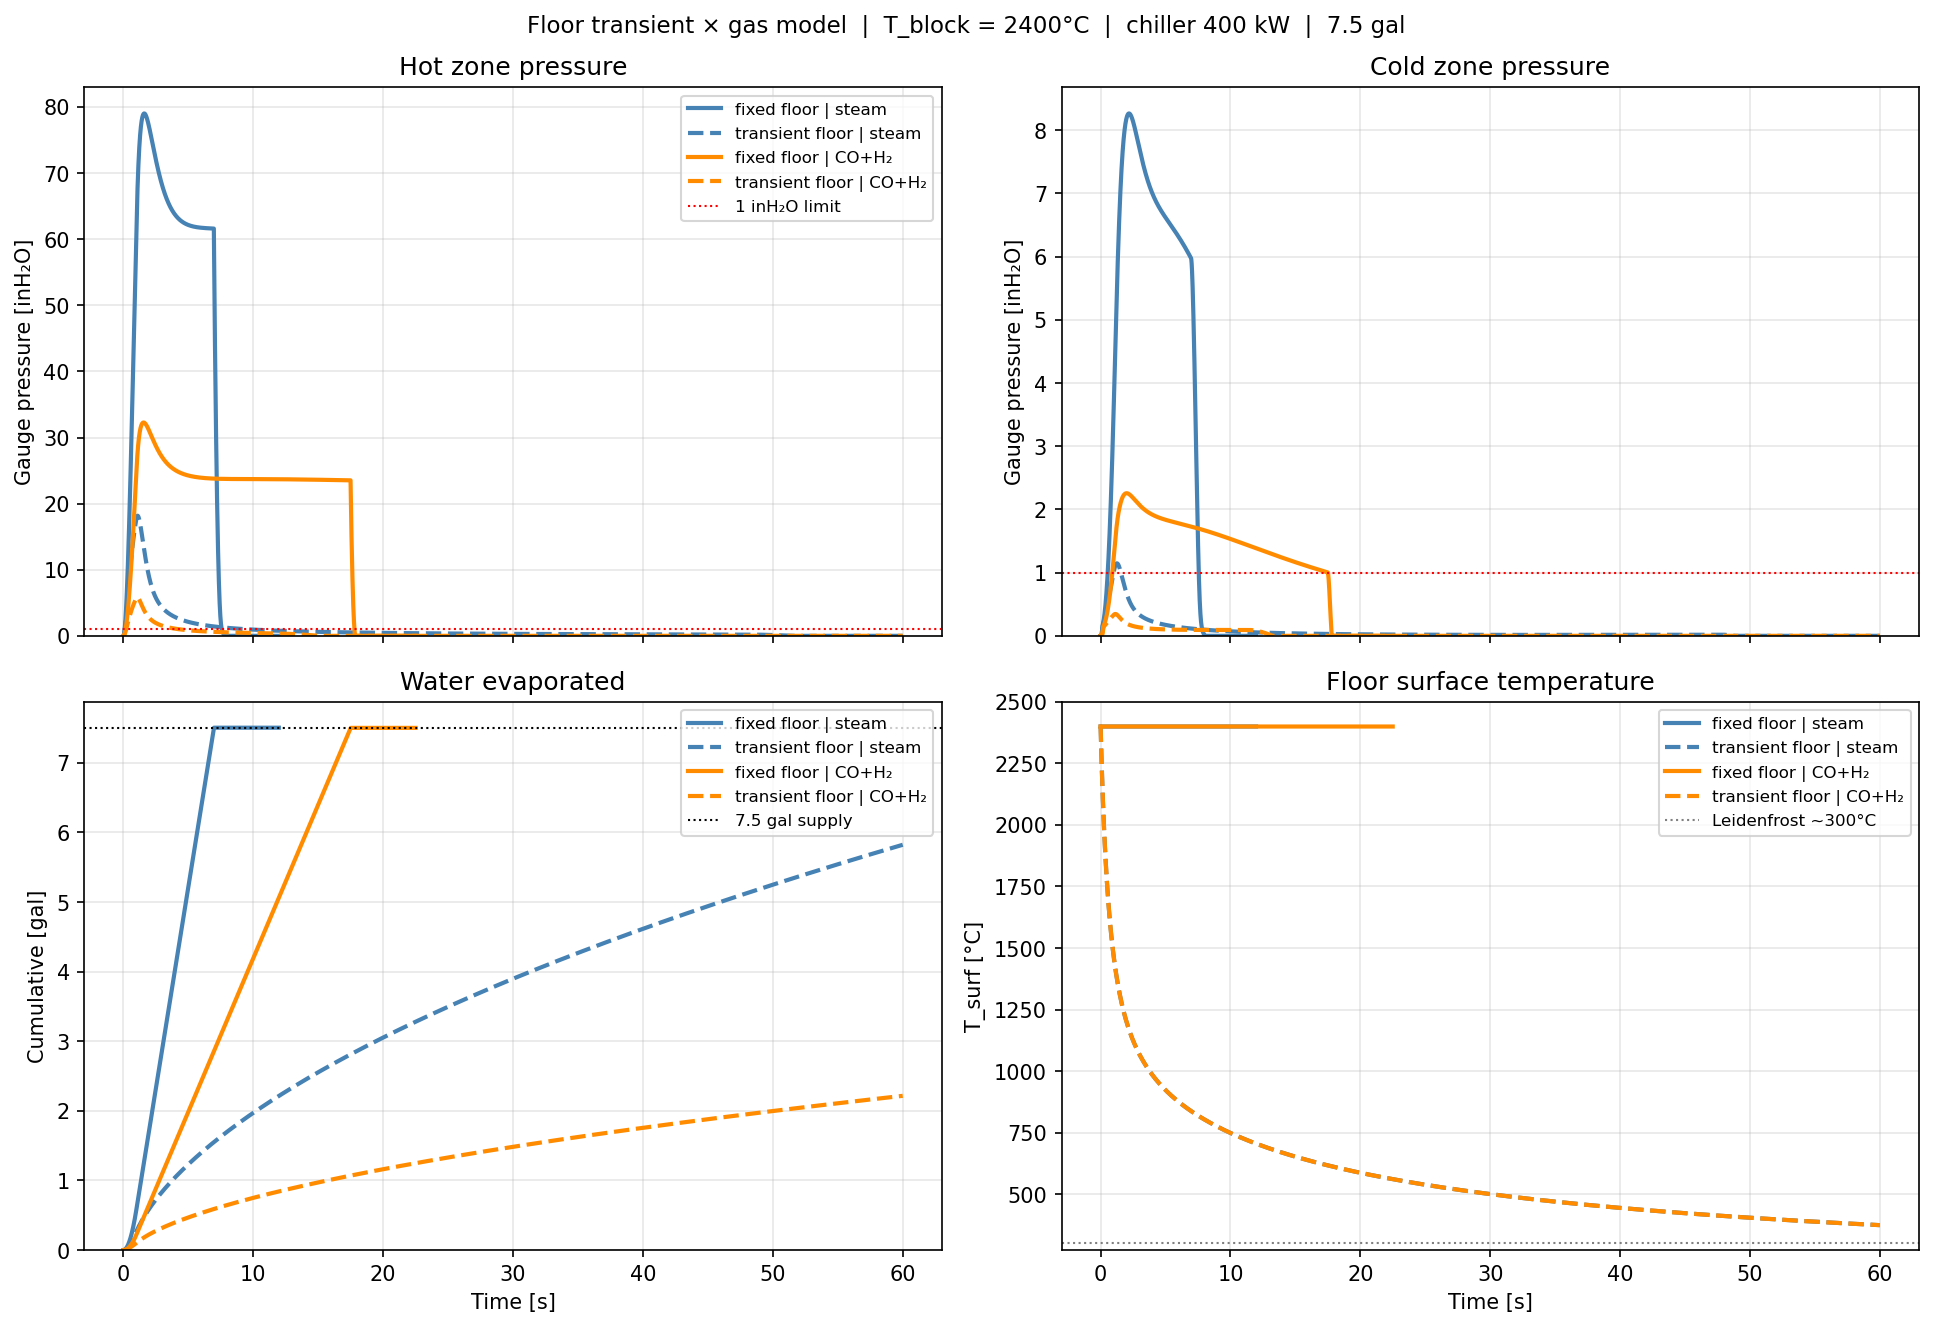 Floor transient × gas model | T_block = 2400°C | chiller 400 kW | 7.5 gal
Hot zone pressure
Gauge pressure [inH₂O]
80
70
60
50
40
30
20
10
0
fixed floor | steam
transient floor | steam
fixed floor | CO+H₂
transient floor | CO+H₂
1 inH₂O limit
Cold zone pressure
Gauge pressure [inH₂O]
8
7
6
5
4
3
2
1
0
Water evaporated
Cumulative [gal]
7
6
5
4
3
2
1
0
fixed floor | steam
transient floor | steam
fixed floor | CO+H₂
transient floor | CO+H₂
7.5 gal supply
0 10 20 30 40 50 60
Time [s]
Floor surface temperature
T_surf [°C]
2500
2250
2000
1750
1500
1250
1000
750
500
fixed floor | steam
transient floor | steam
fixed floor | CO+H₂
transient floor | CO+H₂
Leidenfrost ~300°C
0 10 20 30 40 50 60
Time [s]